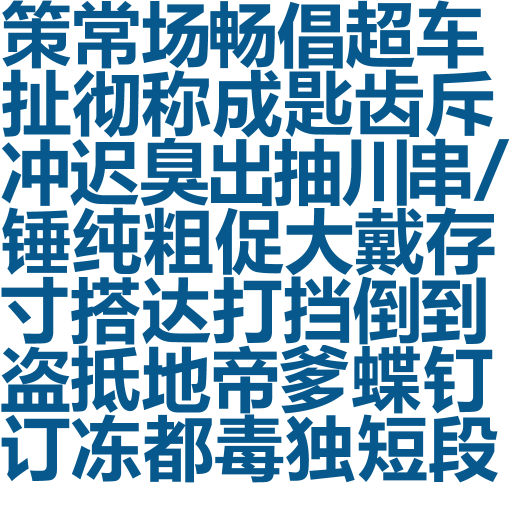 策常场畅倡超车
扯彻称成匙齿斥
冲迟臭出抽川串/
锤纯粗促大戴存
寸搭达打挡倒到
盗抵地帝爹蝶钉
订冻都毒独短段